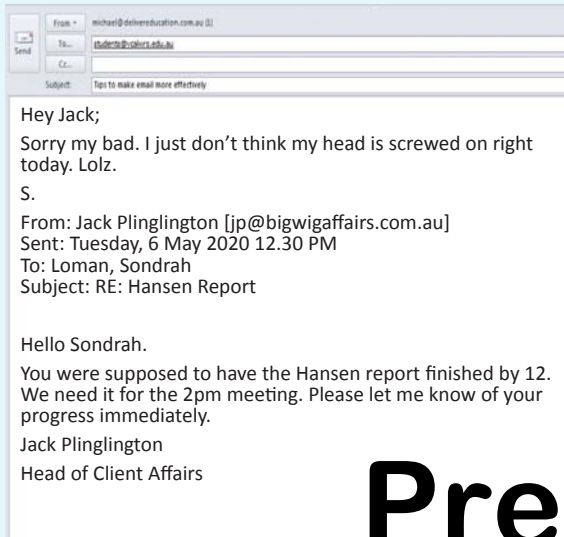 From
michael@delivereducation.com.au (L)
Send
To...
Cc...
Subject:
Tips to make email more effectively
Hey Jack;
Sorry my bad. I just don’t think my head is screwed on right
today. Lolz.
S.
From: Jack Plinglington [jp@bigwigaffairs.com.au]
Sent: Tuesday, 6 May 2020 12.30 PM
To: Loman, Sondrah
Subject: RE: Hansen Report
Hello Sondrah.
You were supposed to have the Hansen report finished by 12.
We need it for the 2pm meeting. Please let me know of your
progress immediately.
Jack Plinglington
Head of Client Affairs
Pre